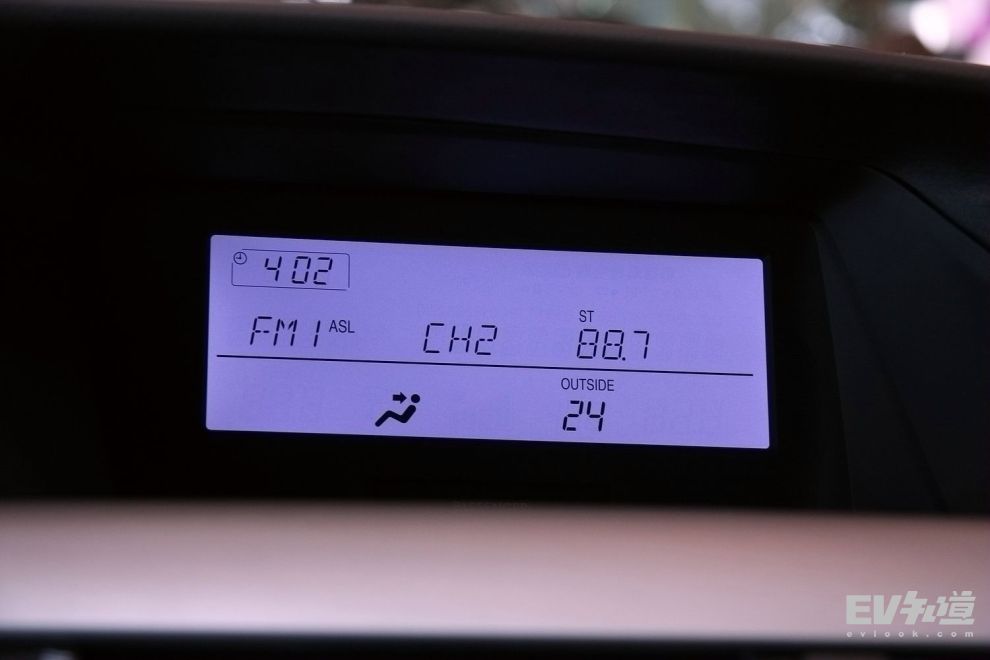 4 02
FM1 ASL CH2 ST 88.7
OUTSIDE
24
EV知道
evlook.com